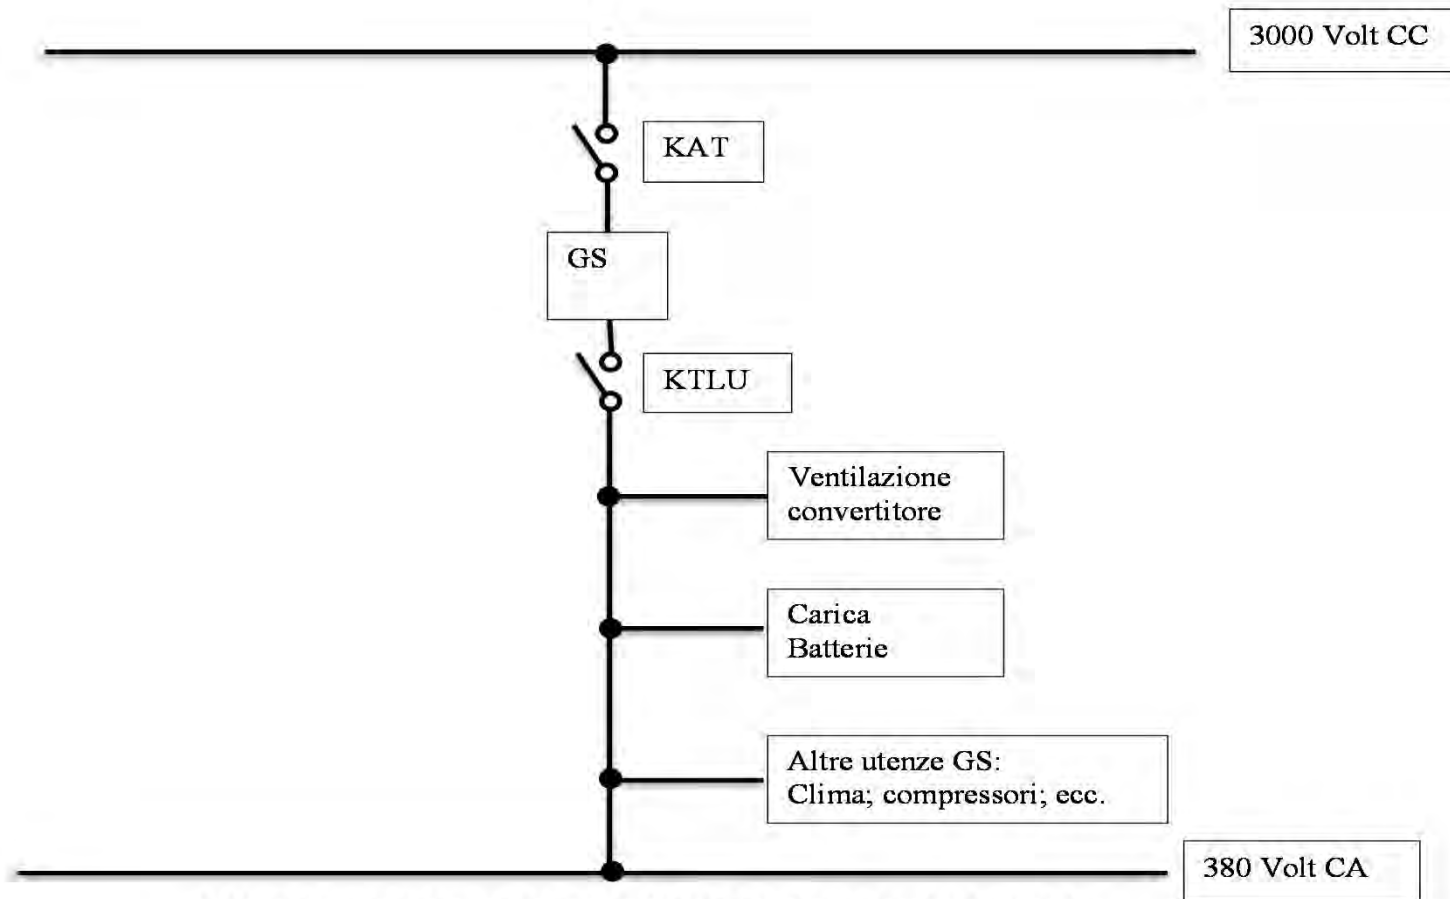 3000 Volt CC
KAT
GS
KTLU
Ventilazione
convertitore
Carica
Batterie
Altre utenze GS:
Clima; compressori; ecc.
380 Volt CA